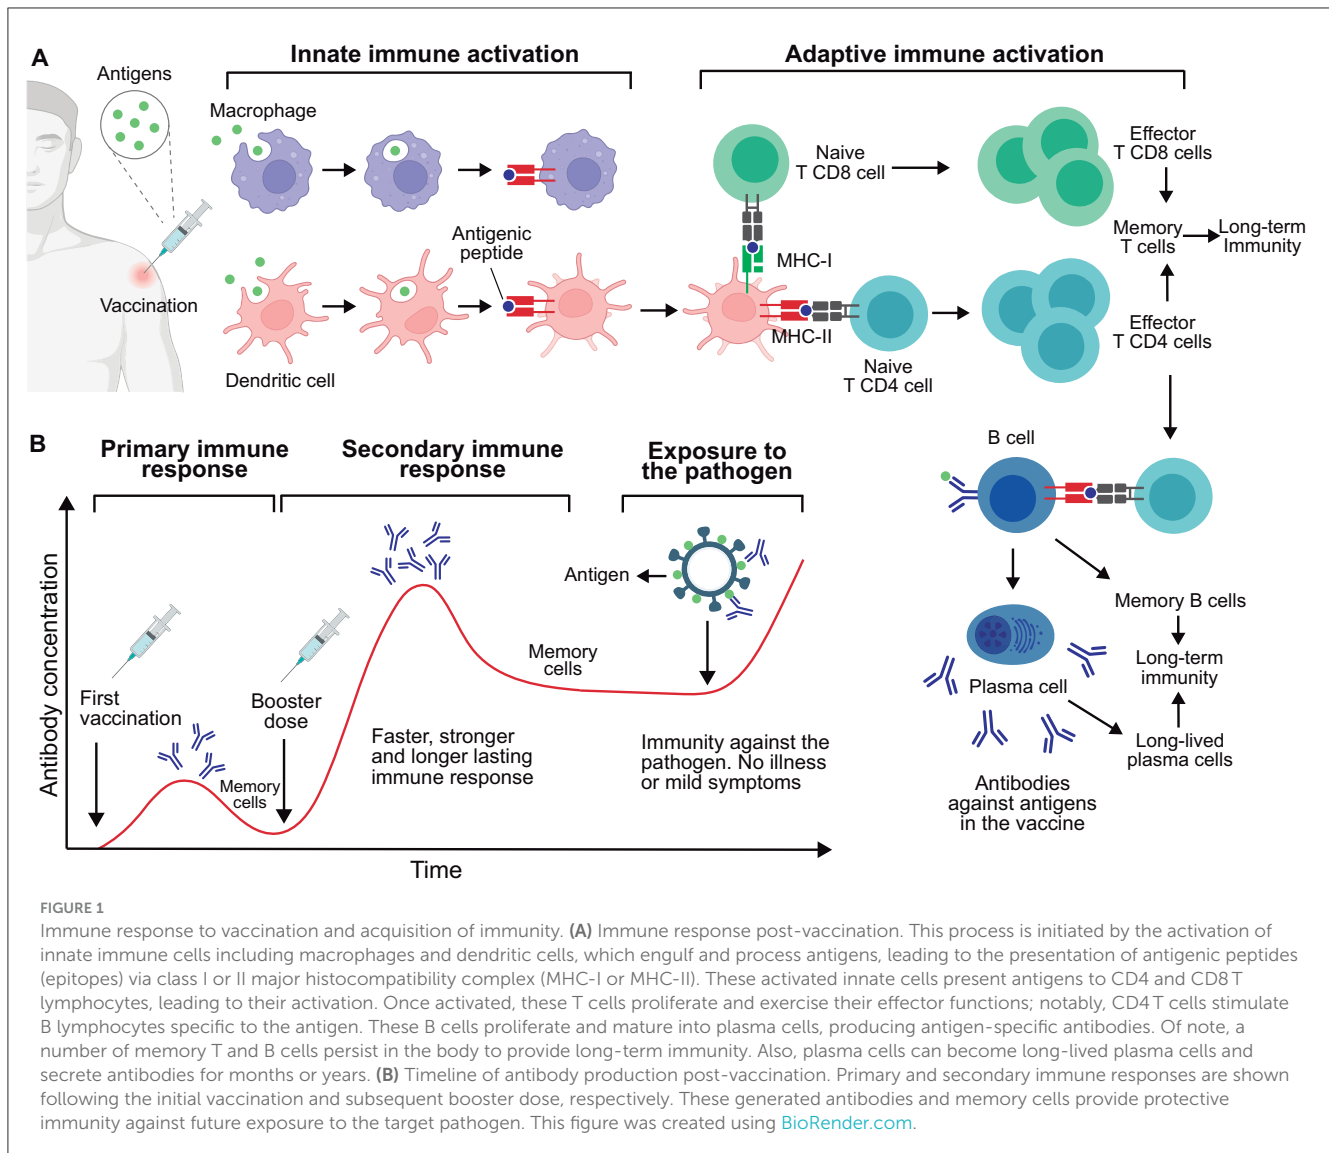 A
Innate immune activation
Adaptive immune activation
Antigens
Macrophage
Vaccination
Antigenic
peptide
Dendritic cell
Naive
T CD8 cell
MHC-I
MHC-II
Naive
T CD4 cell
Effector
T CD8 cells
Memory
T cells
Long-term
Immunity
Effector
T CD4 cells
B cell
Memory B cells
Long-term
immunity
Plasma cell
Long-lived
plasma cells
Antibodies
against antigens
in the vaccine
B
Primary immune
response
Secondary immune
response
Exposure to
the pathogen
Antibody concentration
First
vaccination
Memory
cells
Booster
dose
Faster, stronger
and longer lasting
immune response
Memory
cells
Antigen
Immunity against the
pathogen. No illness
or mild symptoms
Time
FIGURE 1
Immune response to vaccination and acquisition of immunity. (A) Immune response post-vaccination. This process is initiated by the activation of
innate immune cells including macrophages and dendritic cells, which engulf and process antigens, leading to the presentation of antigenic peptides
(epitopes) via class I or II major histocompatibility complex (MHC-I or MHC-II). These activated innate cells present antigens to CD4 and CD8 T
lymphocytes, leading to their activation. Once activated, these T cells proliferate and exercise their effector functions; notably, CD4 T cells stimulate
B lymphocytes specific to the antigen. These B cells proliferate and mature into plasma cells, producing antigen-specific antibodies. Of note, a
number of memory T and B cells persist in the body to provide long-term immunity. Also, plasma cells can become long-lived plasma cells and
secrete antibodies for months or years. (B) Timeline of antibody production post-vaccination. Primary and secondary immune responses are shown
following the initial vaccination and subsequent booster dose, respectively. These generated antibodies and memory cells provide protective
immunity against future exposure to the target pathogen. This figure was created using BioRender.com.